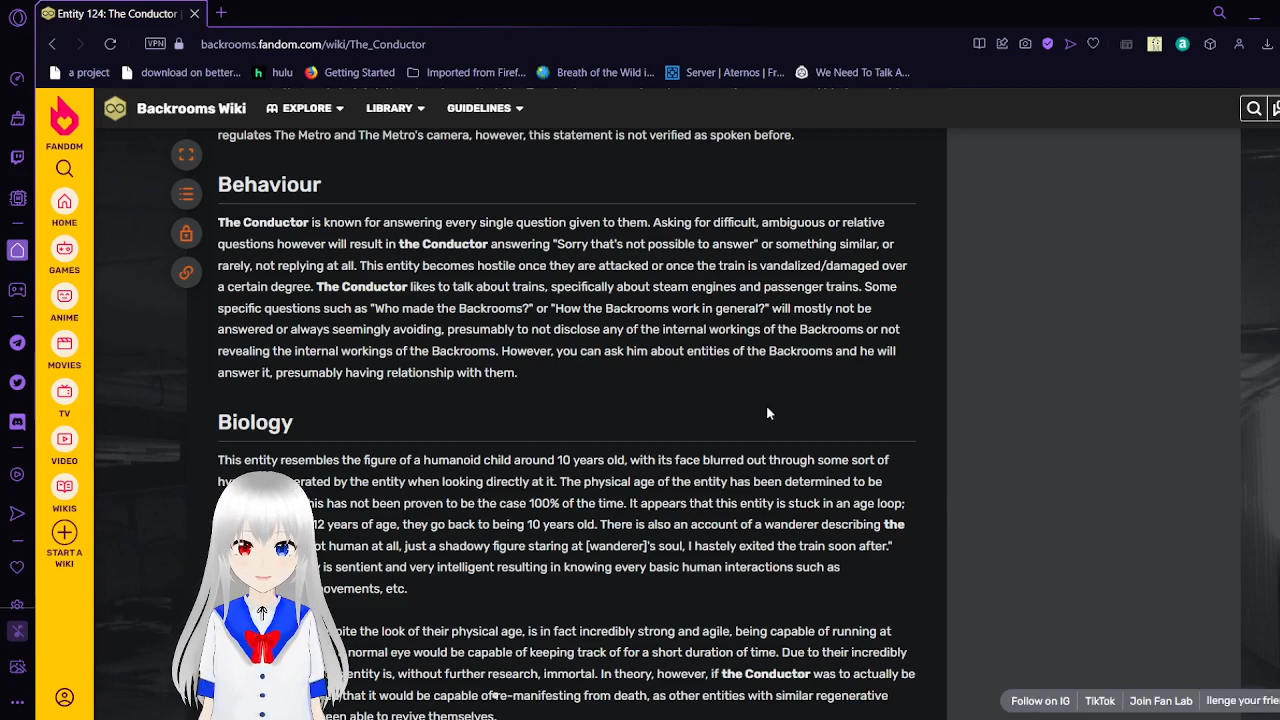 Entity 124: The Conductor
backrooms.fandom.com/wiki/The_Conductor
VPN
a project
download on better...
hulu
Getting Started
Imported from Firef...
Breath of the Wild i...
Server | Aternos | Fr...
We Need To Talk A...
Backrooms Wiki
EXPLORE
LIBRARY
GUIDELINES
FANDOM
HOME
GAMES
ANIME
MOVIES
TV
VIDEO
WIKIS
START A
WIKI
regulates The Metro and The Metro's camera, however, this statement is not verified as spoken before.
Behaviour
The Conductor is known for answering every single question given to them. Asking for difficult, ambiguous or relative
questions however will result in the Conductor answering "Sorry that's not possible to answer" or something similar, or
rarely, not replying at all. This entity becomes hostile once they are attacked or once the train is vandalized/damaged over
a certain degree. The Conductor likes to talk about trains, specifically about steam engines and passenger trains. Some
specific questions such as "Who made the Backrooms?" or "How the Backrooms work in general?" will mostly not be
answered or always seemingly avoiding, presumably to not disclose any of the internal workings of the Backrooms or not
revealing the internal workings of the Backrooms. However, you can ask him about entities of the Backrooms and he will
answer it, presumably having relationship with them.
Biology
This entity resembles the figure of a humanoid child around 10 years old, with its face blurred out through some sort of
erated by the entity when looking directly at it. The physical age of the entity has been determined to be
his has not been proven to be the case 100% of the time. It appears that this entity is stuck in an age loop;
12 years of age, they go back to being 10 years old. There is also an account of a wanderer describing the
ot human at all, just a shadowy figure staring at [wanderer]'s soul, I hastely exited the train soon after."
is sentient and very intelligent resulting in knowing every basic human interactions such as
ovements, etc.
pite the look of their physical age, is in fact incredibly strong and agile, being capable of running at
normal eye would be capable of keeping track of for a short duration of time. Due to their incredibly
entity is, without further research, immortal. In theory, however, if the Conductor was to actually be
that it would be capable of re-manifesting from death, as other entities with similar regenerative
een able to revive themselves.
Follow on IG
TikTok
Join Fan Lab
llenge your frie